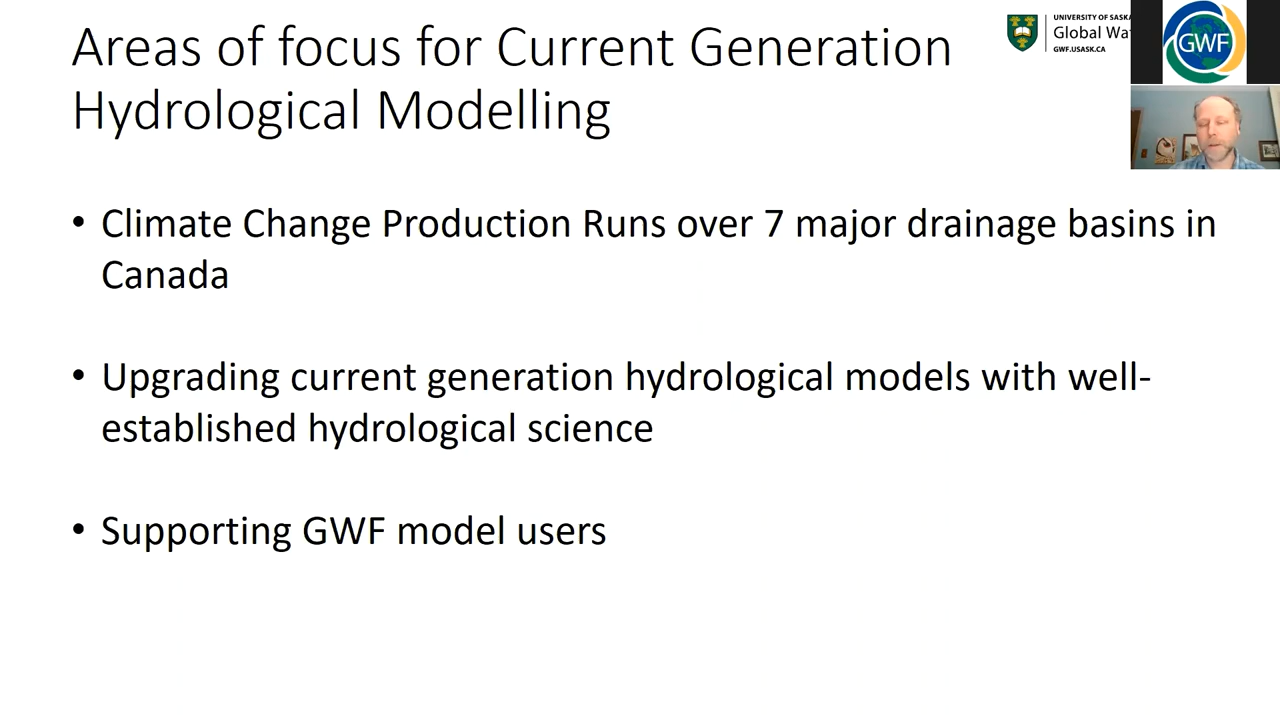 Areas of focus for Current Generation
Hydrological Modelling
UNIVERSITY OF
Global
GWF.USASK.CA
GWF
• Climate Change Production Runs over 7 major drainage basins in
Canada
• Upgrading current generation hydrological models with well-
established hydrological science
• Supporting GWF model users